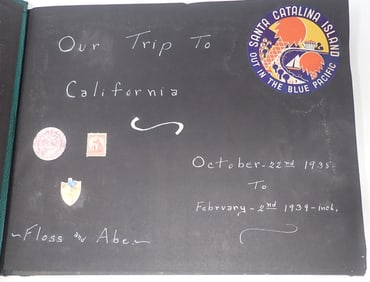 Our Trip To
SANTA CATALINA ISLAND
OUT IN THE BLUE PACIFIC
California
October-22nd 1935.
To
February-2nd 1939-incl.
~Floss and Abe.~